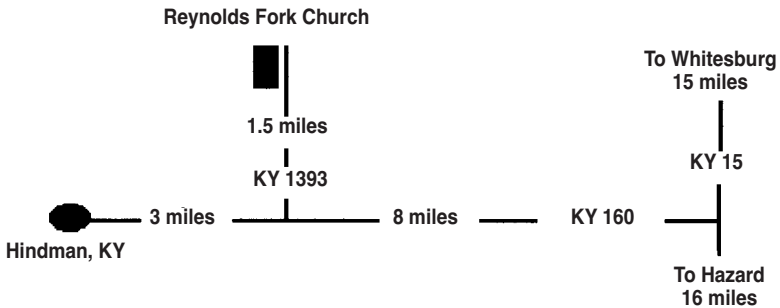 Reynolds Fork Church
To Whitesburg
15 miles
1.5 miles
KY 15
KY 1393
3 miles
8 miles
KY 160
Hindman, KY
To Hazard
16 miles